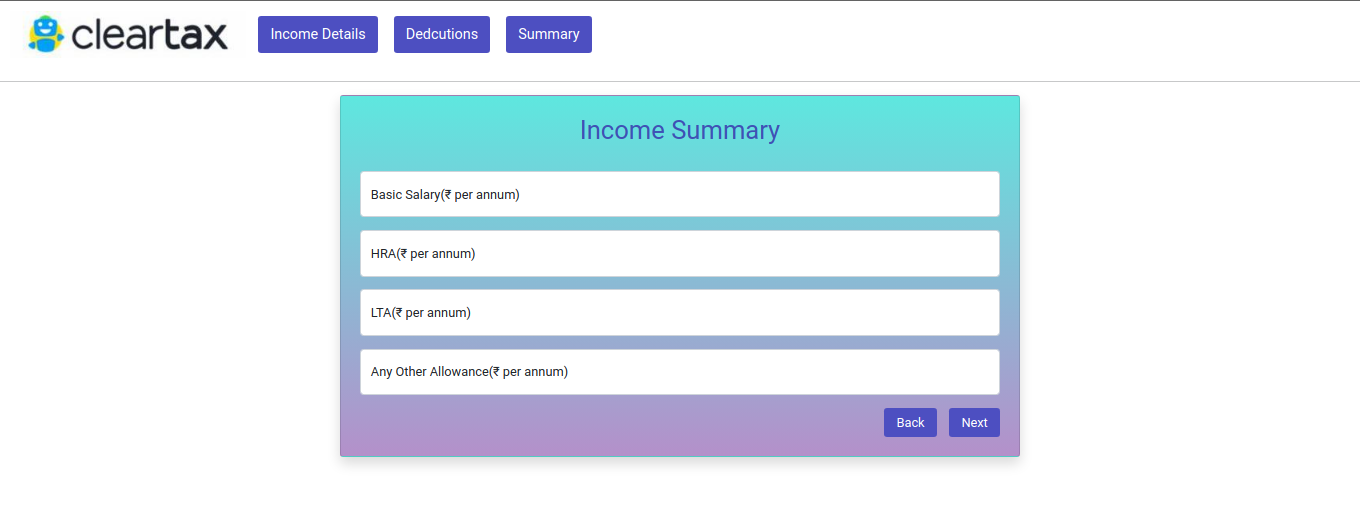 cleartax Income Details Dedcutions Summary
Income Summary
Basic Salary(₹ per annum)
HRA(₹ per annum)
LTA(₹ per annum)
Any Other Allowance(₹ per annum)
Back Next